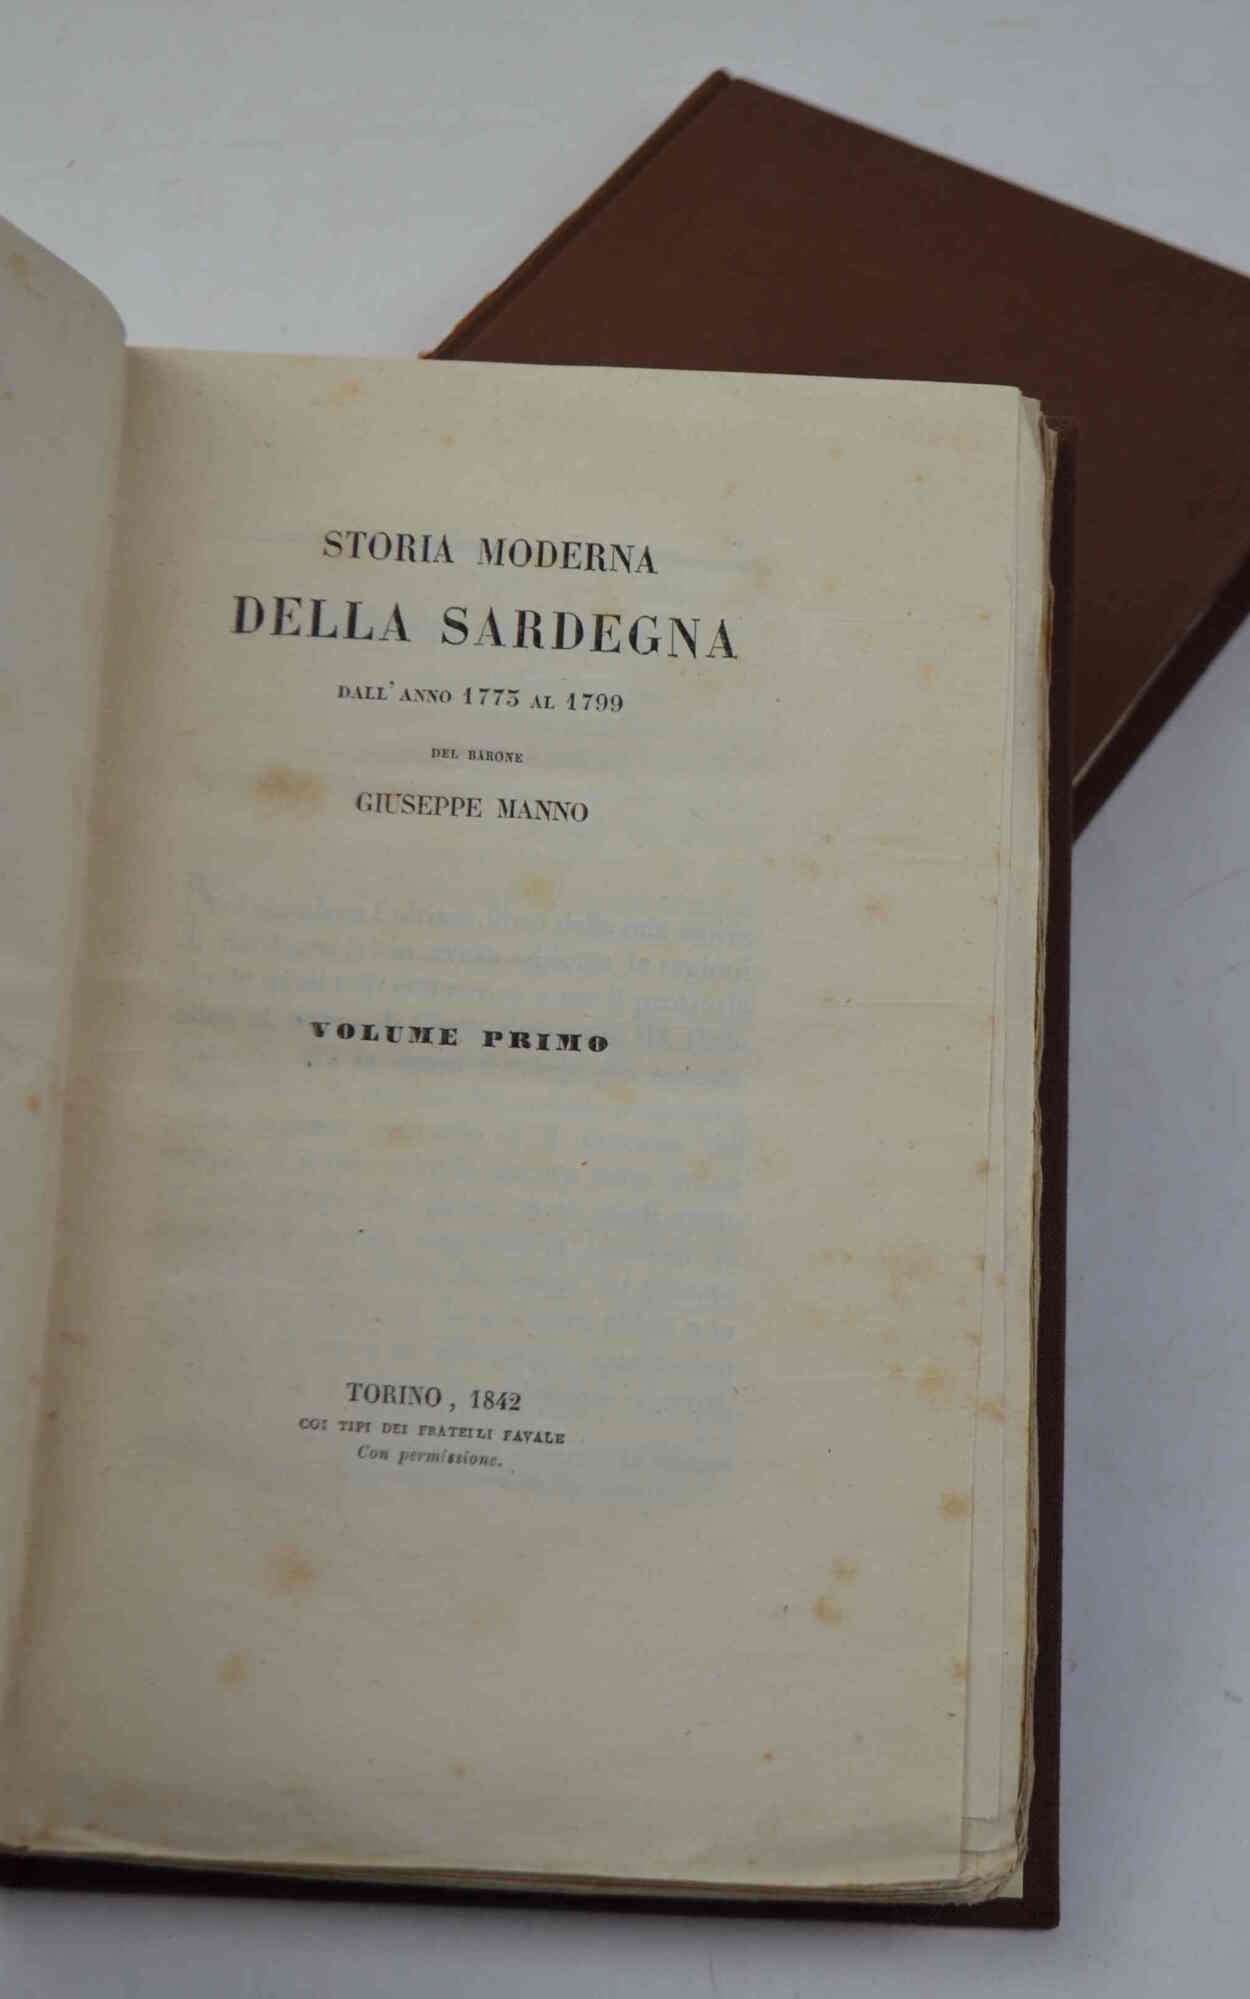 STORIA MODERNA
DELLA SARDEGNA
DALL'ANNO 1773 AL 1799
DEL BARONE
GIUSEPPE MANNO
VOLUME PRIMO
TORINO, 1842
COI TIPI DEI FRATELLI FAVALE
Con permissione.